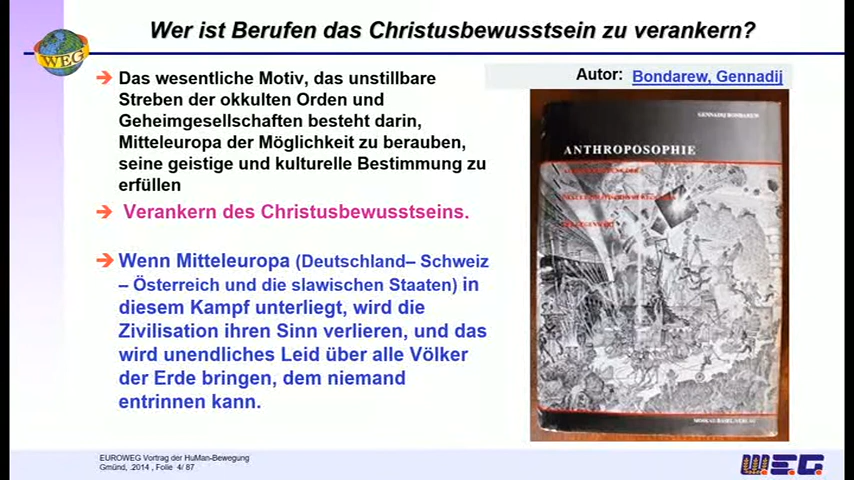 Wer ist Berufen das Christusbewusstsein zu verankern?
WEG
Das wesentliche Motiv, das unstillbare
Streben der okkulten Orden und
Geheimgesellschaften besteht darin,
Mitteleuropa der Möglichkeit zu berauben,
seine geistige und kulturelle Bestimmung zu
erfüllen
Verankern des Christusbewusstseins.
Wenn Mitteleuropa (Deutschland– Schweiz
– Österreich und die slawischen Staaten) in
diesem Kampf unterliegt, wird die
Zivilisation ihren Sinn verlieren, und das
wird unendliches Leid über alle Völker
der Erde bringen, dem niemand
entrinnen kann.
Autor: Bondarew, Gennadij
GENNADIJ BONDAREW
ANTHROPOSOPHIE
MOSKAU BASEL VERLAG
EUROWEG Vortrag der HuMan-Bewegung
Gmünd, .2014 , Folie 4/ 87
W.E.G.